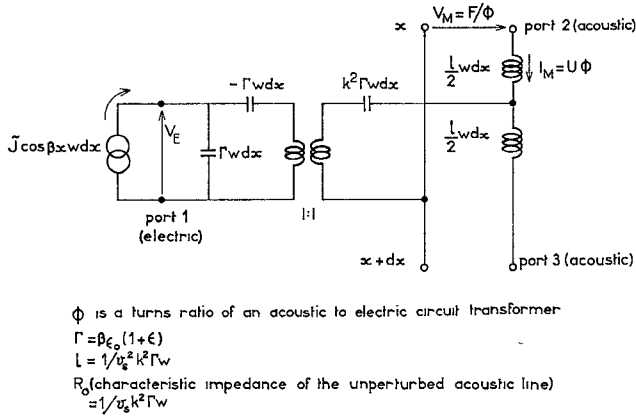 x
V_M = F/ϕ
port 2 (acoustic)
l/2 wdx
I_M = Uϕ
-Γwdx
k²Γwdx
J̃cosβx wdx
V_E
Γwdx
l/2 wdx
1:1
port 1
(electric)
x + dx
port 3 (acoustic)
ϕ is a turns ratio of an acoustic to electric circuit transformer
Γ = βε₀(1+ε)
l = 1/v_s² k²Γw
R₀(characteristic impedance of the unperturbed acoustic line)
= 1/v_s k²Γw